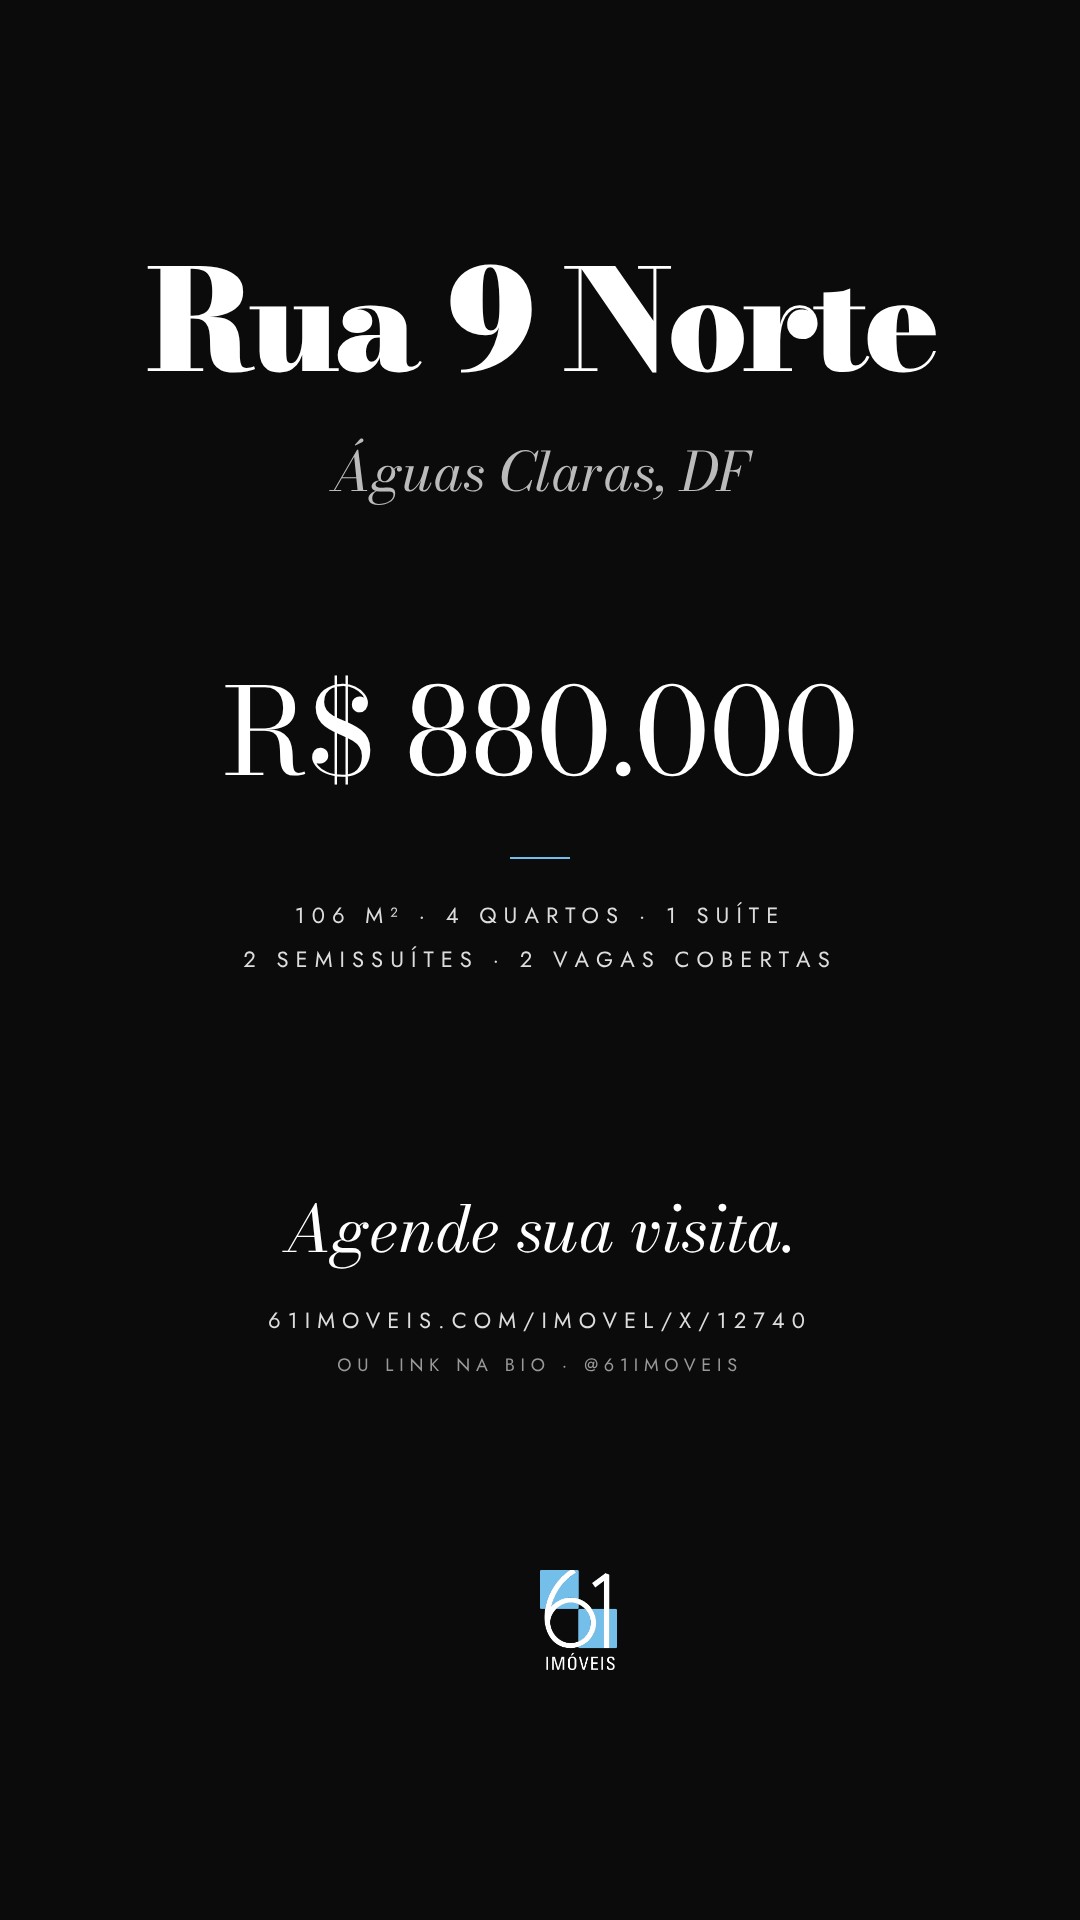 Rua 9 Norte
Águas Claras, DF
R$ 880.000
106 M² · 4 QUARTOS · 1 SUÍTE
2 SEMISSUÍTES · 2 VAGAS COBERTAS
Agende sua visita.
61IMOVEIS.COM/IMOVEL/X/12740
OU LINK NA BIO · @61IMOVEIS
61
IMÓVEIS